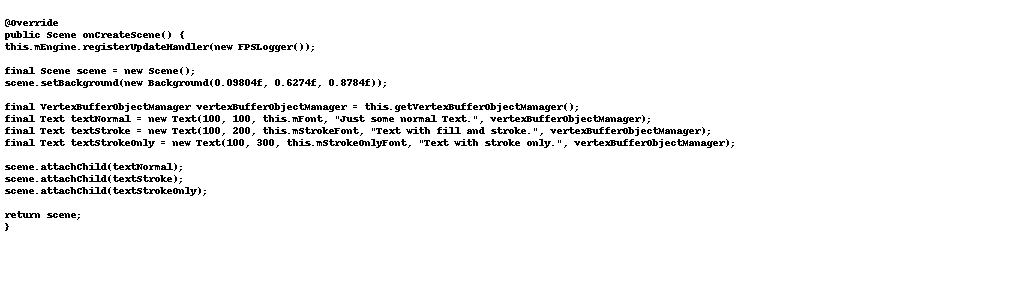 @Override
public Scene onCreateScene() {
this.mEngine.registerUpdateHandler(new FPSLogger());
final Scene scene = new Scene();
scene.setBackground(new Background(0.09804f, 0.6274f, 0.8784f));
final VertexBufferObjectManager vertexBufferObjectManager = this.getVertexBufferObjectManager();
final Text textNormal = new Text(100, 100, this.mFont, "Just some normal Text.", vertexBufferObjectManager);
final Text textStroke = new Text(100, 200, this.mStrokeFont, "Text with fill and stroke.", vertexBufferObjectManager);
final Text textStrokeOnly = new Text(100, 300, this.mStrokeOnlyFont, "Text with stroke only.", vertexBufferObjectManager);
scene.attachChild(textNormal);
scene.attachChild(textStroke);
scene.attachChild(textStrokeOnly);
return scene;
}